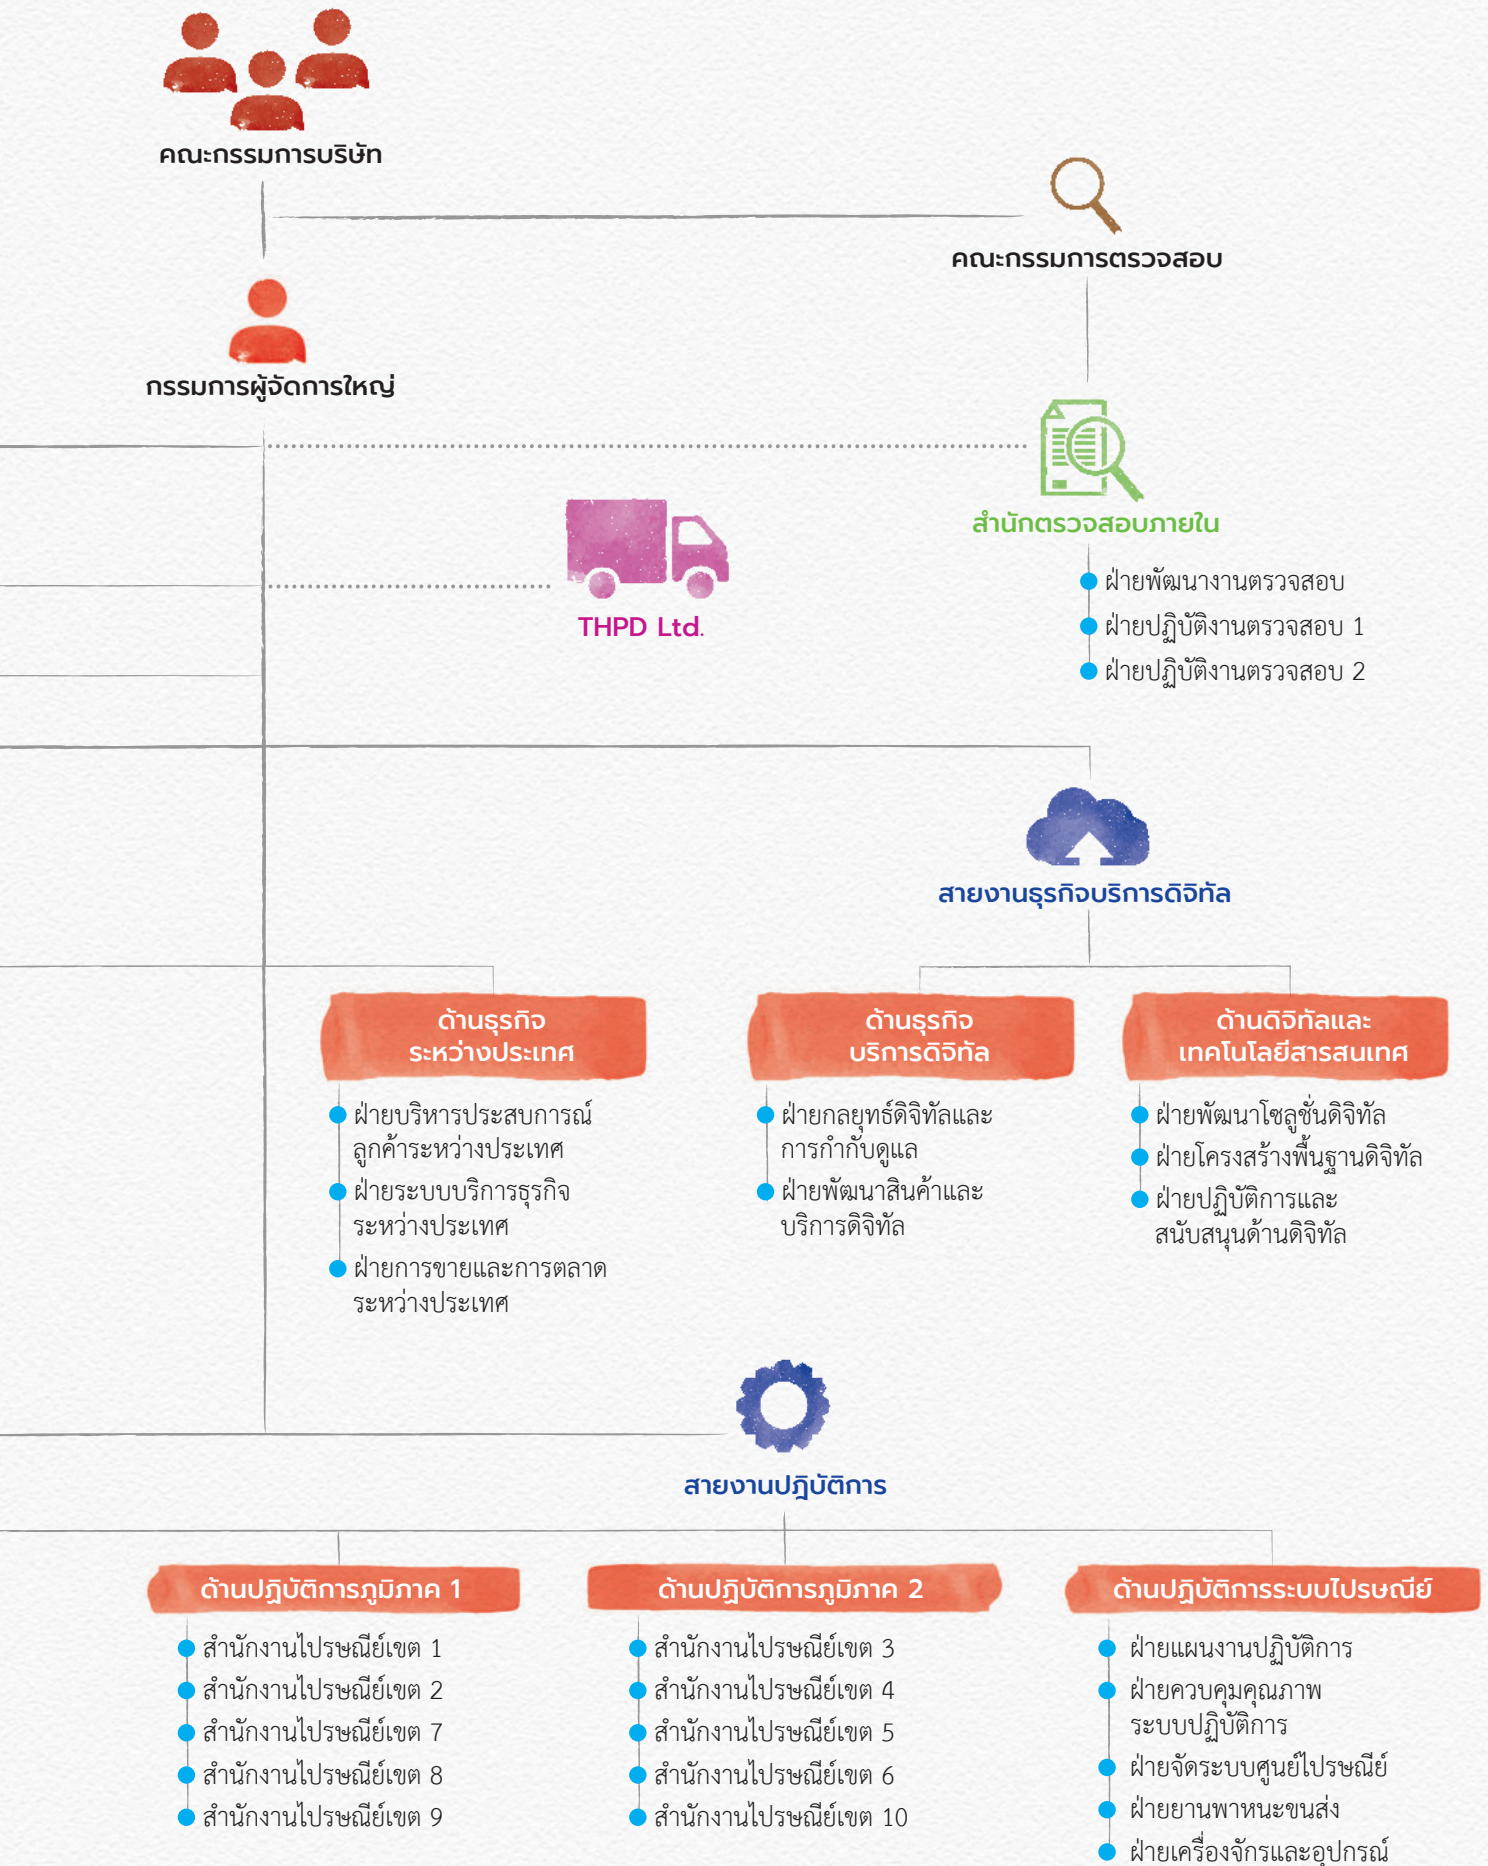 คณะกรรมการบริษัท
คณะกรรมการตรวจสอบ
กรรมการผู้จัดการใหญ่
สำนักตรวจสอบภายใน
ฝ่ายพัฒนางานตรวจสอบ
ฝ่ายปฏิบัติงานตรวจสอบ 1
ฝ่ายปฏิบัติงานตรวจสอบ 2
THPD Ltd.
สายงานธุรกิจบริการดิจิทัล
ด้านธุรกิจ
ระหว่างประเทศ
ฝ่ายบริหารประสบการณ์
ลูกค้าระหว่างประเทศ
ฝ่ายระบบบริการธุรกิจ
ระหว่างประเทศ
ฝ่ายการขายและการตลาด
ระหว่างประเทศ
ด้านธุรกิจ
บริการดิจิทัล
ฝ่ายกลยุทธ์ดิจิทัลและ
การกำกับดูแล
ฝ่ายพัฒนาสินค้าและ
บริการดิจิทัล
ด้านดิจิทัลและ
เทคโนโลยีสารสนเทศ
ฝ่ายพัฒนาโซลูชั่นดิจิทัล
ฝ่ายโครงสร้างพื้นฐานดิจิทัล
ฝ่ายปฏิบัติการและ
สนับสนุนด้านดิจิทัล
สายงานปฎิบัติการ
ด้านปฏิบัติการภูมิภาค 1
สำนักงานไปรษณีย์เขต 1
สำนักงานไปรษณีย์เขต 2
สำนักงานไปรษณีย์เขต 7
สำนักงานไปรษณีย์เขต 8
สำนักงานไปรษณีย์เขต 9
ด้านปฏิบัติการภูมิภาค 2
สำนักงานไปรษณีย์เขต 3
สำนักงานไปรษณีย์เขต 4
สำนักงานไปรษณีย์เขต 5
สำนักงานไปรษณีย์เขต 6
สำนักงานไปรษณีย์เขต 10
ด้านปฏิบัติการระบบไปรษณีย์
ฝ่ายแผนงานปฏิบัติการ
ฝ่ายควบคุมคุณภาพ
ระบบปฏิบัติการ
ฝ่ายจัดระบบศูนย์ไปรษณีย์
ฝ่ายยานพาหนะขนส่ง
ฝ่ายเครื่องจักรและอุปกรณ์